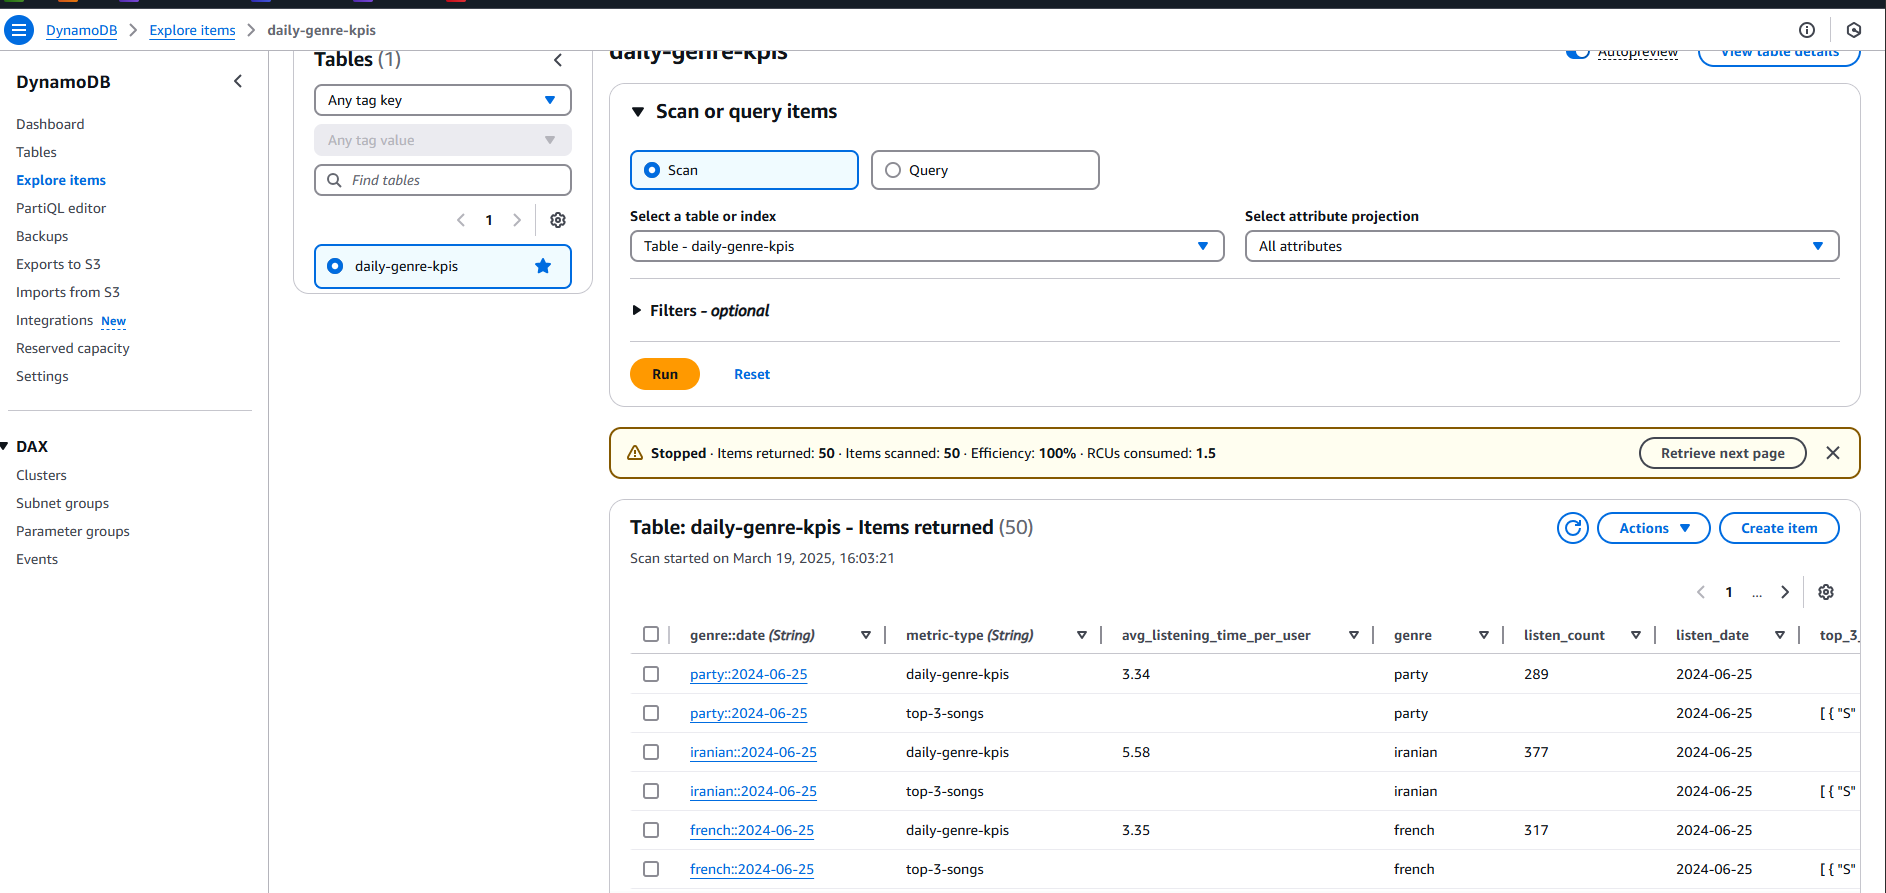 DynamoDB > Explore items > daily-genre-kpis
DynamoDB
Dashboard
Tables
Explore items
PartiQL editor
Backups
Exports to S3
Imports from S3
Integrations New
Reserved capacity
Settings
DAX
Clusters
Subnet groups
Parameter groups
Events
Tables (1)
Any tag key
Any tag value
Find tables
1
daily-genre-kpis
daily-genre-kpis
Autopreview
View table details
Scan or query items
Scan
Query
Select a table or index
Table - daily-genre-kpis
Select attribute projection
All attributes
Filters - optional
Run
Reset
Stopped · Items returned: 50 · Items scanned: 50 · Efficiency: 100% · RCUs consumed: 1.5
Retrieve next page
Table: daily-genre-kpis - Items returned (50)
Scan started on March 19, 2025, 16:03:21
Actions
Create item
1 ...
genre::date (String) metric-type (String) avg_listening_time_per_user genre listen_count listen_date top_3_
party::2024-06-25 daily-genre-kpis 3.34 party 289 2024-06-25
party::2024-06-25 top-3-songs party 2024-06-25 [ { "S"
iranian::2024-06-25 daily-genre-kpis 5.58 iranian 377 2024-06-25
iranian::2024-06-25 top-3-songs iranian 2024-06-25 [ { "S"
french::2024-06-25 daily-genre-kpis 3.35 french 317 2024-06-25
french::2024-06-25 top-3-songs french 2024-06-25 [ { "S"